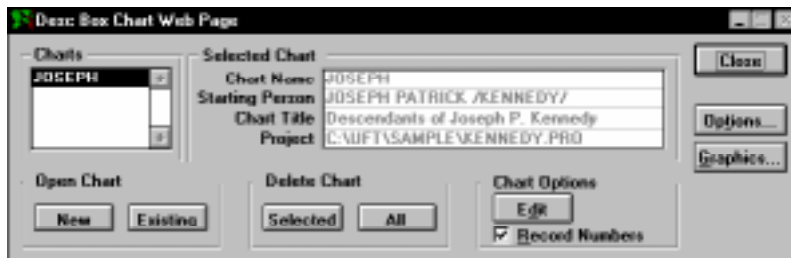 Desc Box Chart Web Page
Charts
JOSEPH
Selected Chart
Chart Name JOSEPH
Starting Person JOSEPH PATRICK /KENNEDY/
Chart Title Descendants of Joseph P. Kennedy
Project C:\UFT\SAMPLE\KENNEDY.PRO
Close
Options...
Graphics...
Open Chart
New Existing
Delete Chart
Selected All
Chart Options
Edit
Record Numbers